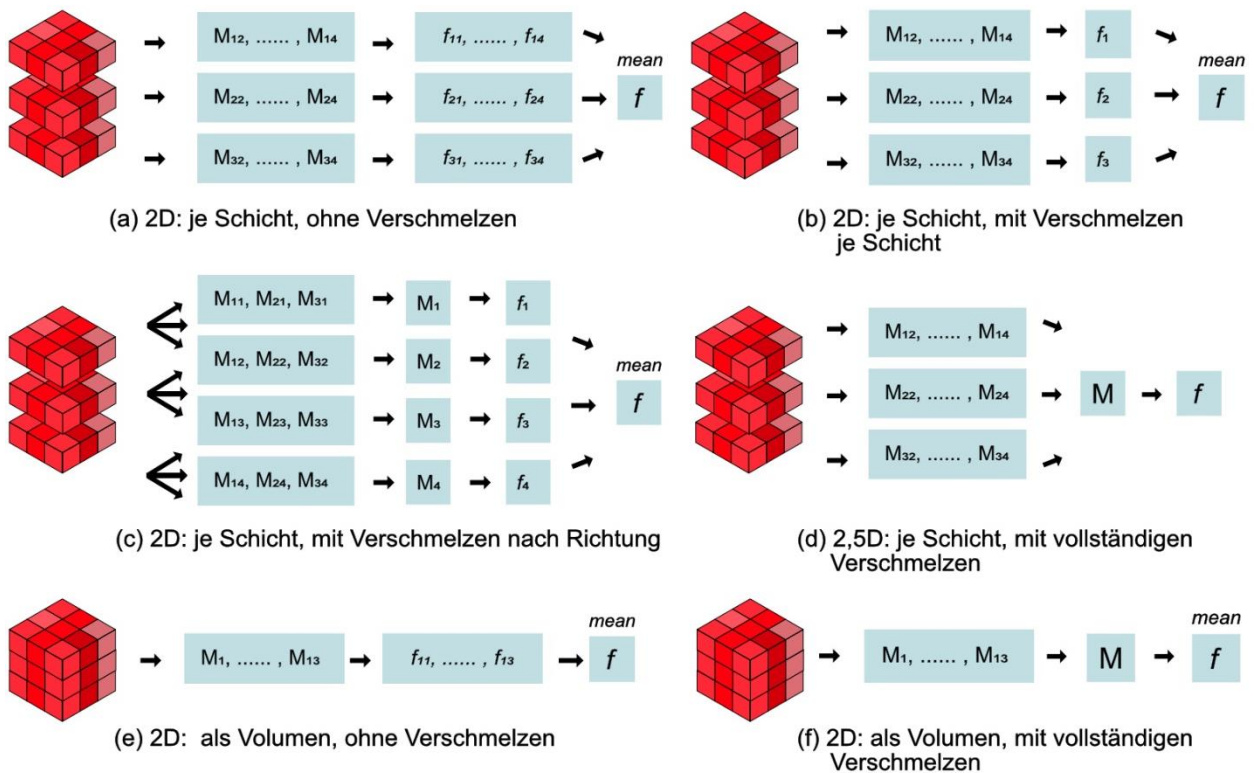 M₁₂, ...... , M₁₄
f₁₁, ...... , f₁₄
mean
M₂₂, ...... , M₂₄
f₂₁, ...... , f₂₄
f
M₃₂, ...... , M₃₄
f₃₁, ...... , f₃₄
(a) 2D: je Schicht, ohne Verschmelzen
M₁₂, ...... , M₁₄
f₁
mean
M₂₂, ...... , M₂₄
f₂
f
M₃₂, ...... , M₃₄
f₃
(b) 2D: je Schicht, mit Verschmelzen
je Schicht
M₁₁, M₂₁, M₃₁
M₁
f₁
M₁₂, M₂₂, M₃₂
M₂
f₂
mean
f
M₁₃, M₂₃, M₃₃
M₃
f₃
M₁₄, M₂₄, M₃₄
M₄
f₄
(c) 2D: je Schicht, mit Verschmelzen nach Richtung
M₁₂, ...... , M₁₄
M₂₂, ...... , M₂₄
M
f
M₃₂, ...... , M₃₄
(d) 2,5D: je Schicht, mit vollständigen
Verschmelzen
mean
M₁, ...... , M₁₃
f₁₁, ...... , f₁₃
f
(e) 2D: als Volumen, ohne Verschmelzen
mean
M₁, ...... , M₁₃
M
f
(f) 2D: als Volumen, mit vollständigen
Verschmelzen